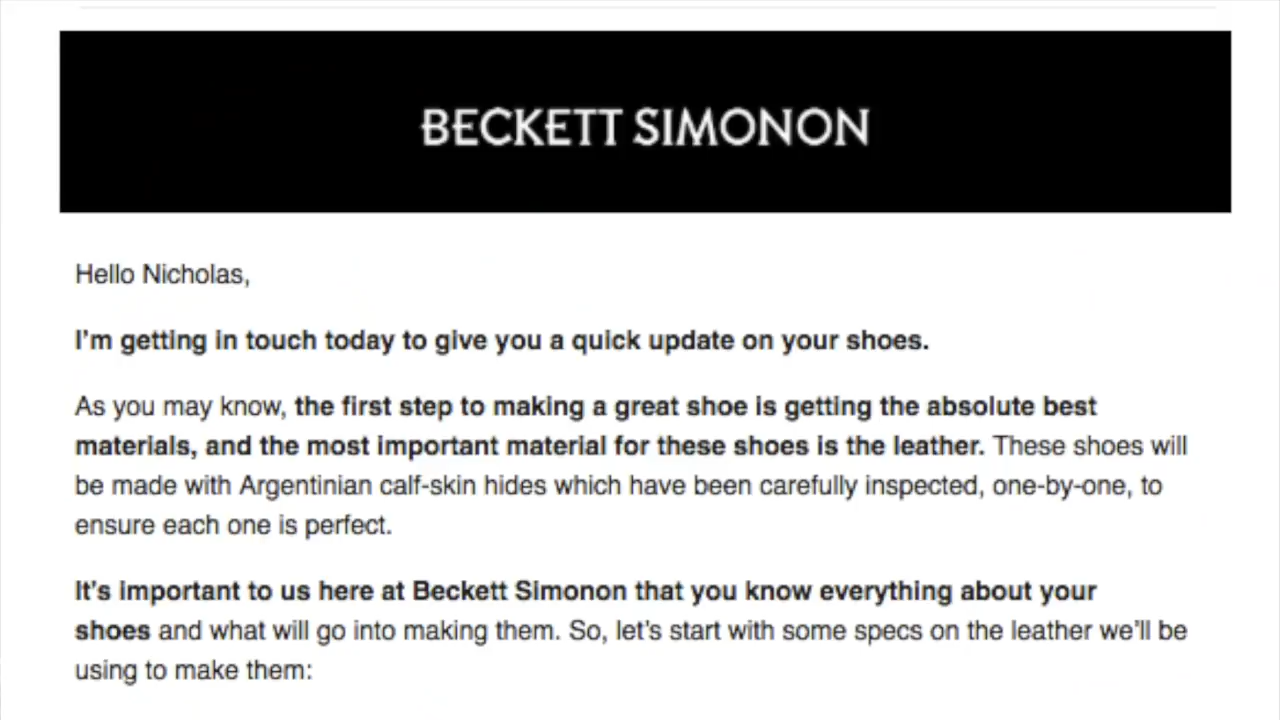 BECKETT SIMONON
Hello Nicholas,
I'm getting in touch today to give you a quick update on your shoes.
As you may know, the first step to making a great shoe is getting the absolute best
materials, and the most important material for these shoes is the leather. These shoes will
be made with Argentinian calf-skin hides which have been carefully inspected, one-by-one, to
ensure each one is perfect.
It's important to us here at Beckett Simonon that you know everything about your
shoes and what will go into making them. So, let's start with some specs on the leather we'll be
using to make them: